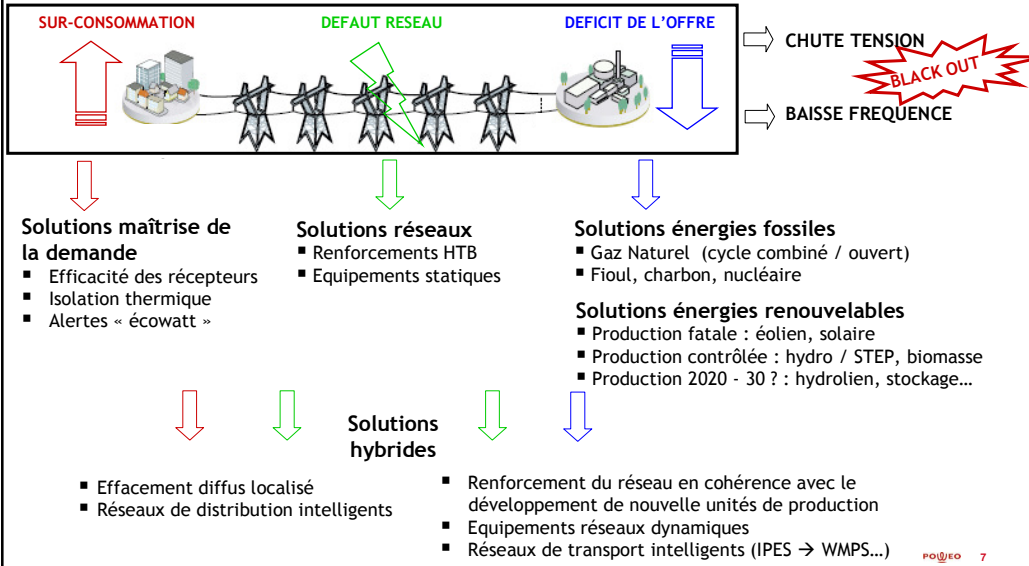 SUR-CONSOMMATION
DEFAUT RESEAU
DEFICIT DE L’OFFRE
CHUTE TENSION
BLACK OUT
BAISSE FREQUENCE
Solutions maîtrise de
la demande
▪ Efficacité des récepteurs
▪ Isolation thermique
▪ Alertes « écowatt »
Solutions réseaux
▪ Renforcements HTB
▪ Equipements statiques
Solutions énergies fossiles
▪ Gaz Naturel (cycle combiné / ouvert)
▪ Fioul, charbon, nucléaire
Solutions énergies renouvelables
▪ Production fatale : éolien, solaire
▪ Production contrôlée : hydro / STEP, biomasse
▪ Production 2020 - 30 ? : hydrolien, stockage…
Solutions
hybrides
▪ Effacement diffus localisé
▪ Réseaux de distribution intelligents
▪ Renforcement du réseau en cohérence avec le
développement de nouvelle unités de production
▪ Equipements réseaux dynamiques
▪ Réseaux de transport intelligents (IPES → WMPS…)
POWEO 7